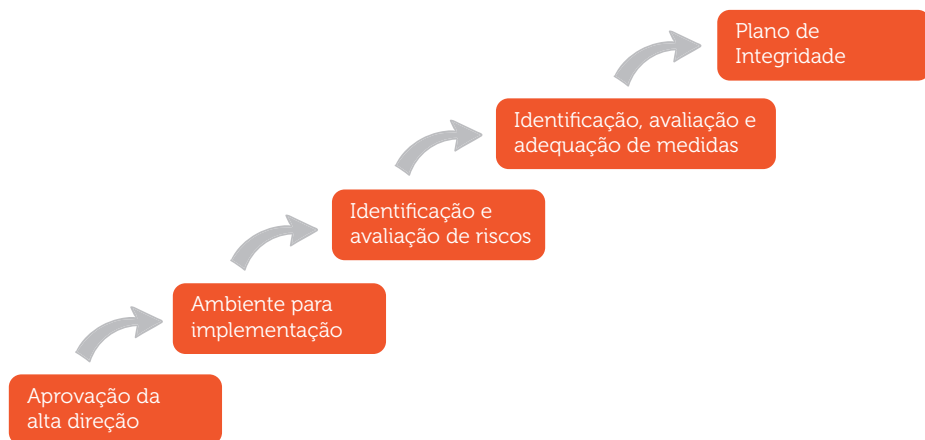 Plano de
Integridade
Identificação, avaliação e
adequação de medidas
Identificação e
avaliação de riscos
Ambiente para
implementação
Aprovação da
alta direção